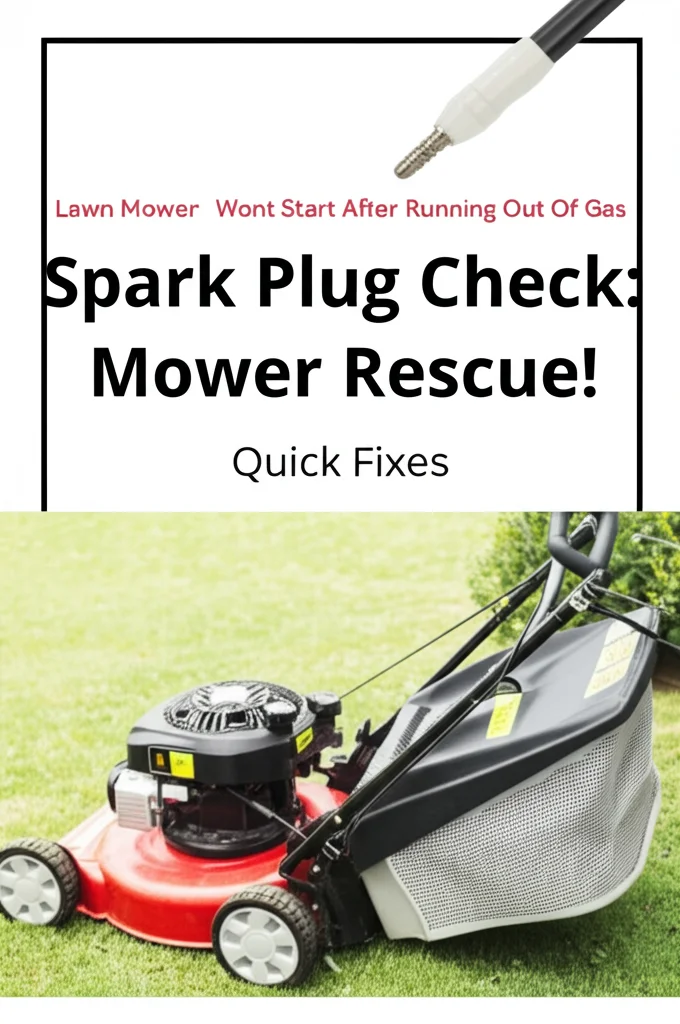 Lawn Mower Wont Start After Running Out Of Gas
Spark Plug Check:
Mower Rescue!
Quick Fixes